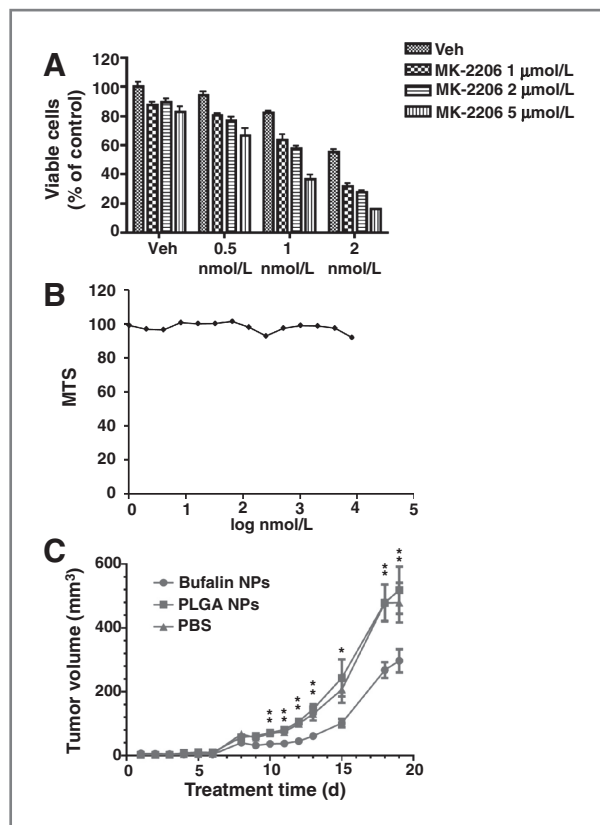 A
Viable cells
(% of control)
120
100
80
60
40
20
0
Veh
0.5
nmol/L
1
nmol/L
2
nmol/L
Veh
MK-2206 1 μmol/L
MK-2206 2 μmol/L
MK-2206 5 μmol/L
B
MTS
120
100
80
60
40
20
0
0 1 2 3 4 5
log nmol/L
C
Tumor volume (mm³)
600
400
200
0
Bufalin NPs
PLGA NPs
PBS
** ** ** ** * ** **
0 5 10 15 20
Treatment time (d)